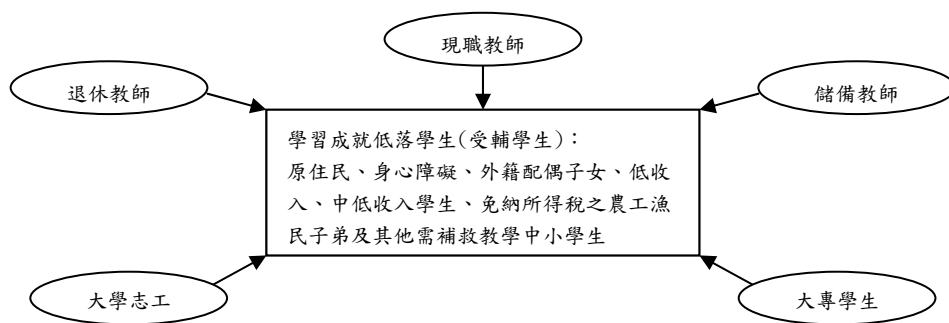 現職教師
退休教師
儲備教師
學習成就低落學生(受輔學生)：
原住民、身心障礙、外籍配偶子女、低收
入、中低收入學生、免納所得稅之農工漁
民子弟及其他需補救教學中小學生
大學志工
大專學生